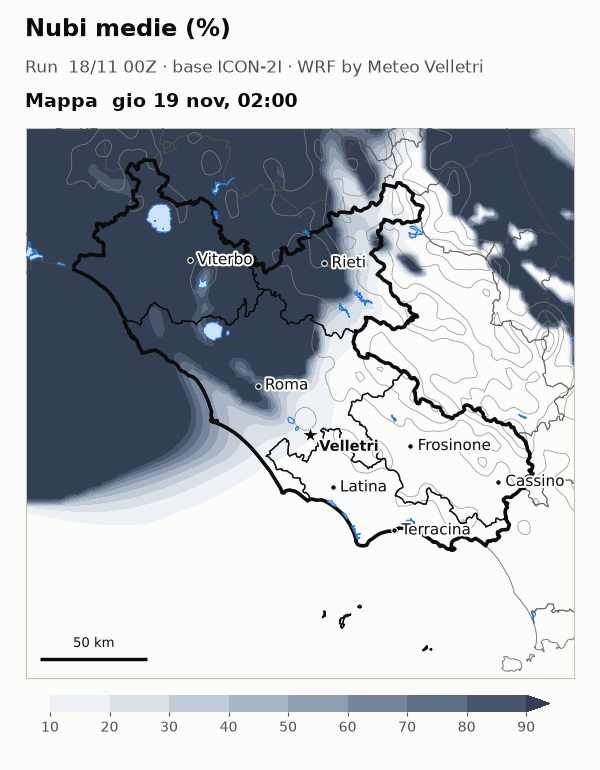 Nubi medie (%)
Run  18/11 00Z · base ICON-2I · WRF by Meteo Velletri
Mappa  gio 19 nov, 02:00
Viterbo
Rieti
Roma
Velletri
Frosinone
Latina
Cassino
Terracina
50 km
10 20 30 40 50 60 70 80 90